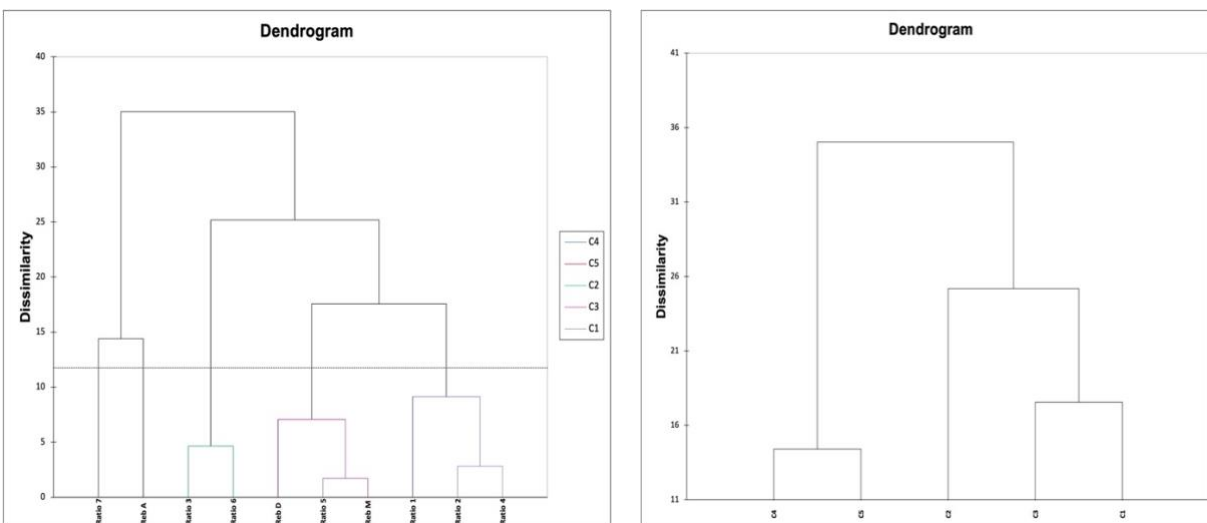 Dendrogram
40
35
30
25
20
15
10
5
0
Dissimilarity
Ratio 7
Reb A
Ratio 3
Ratio 6
Reb D
Ratio 5
Reb M
Ratio 1
Ratio 2
Ratio 4
C4
C5
C2
C3
C1
Dendrogram
41
36
31
26
21
16
11
Dissimilarity
C4
C5
C2
C3
C1